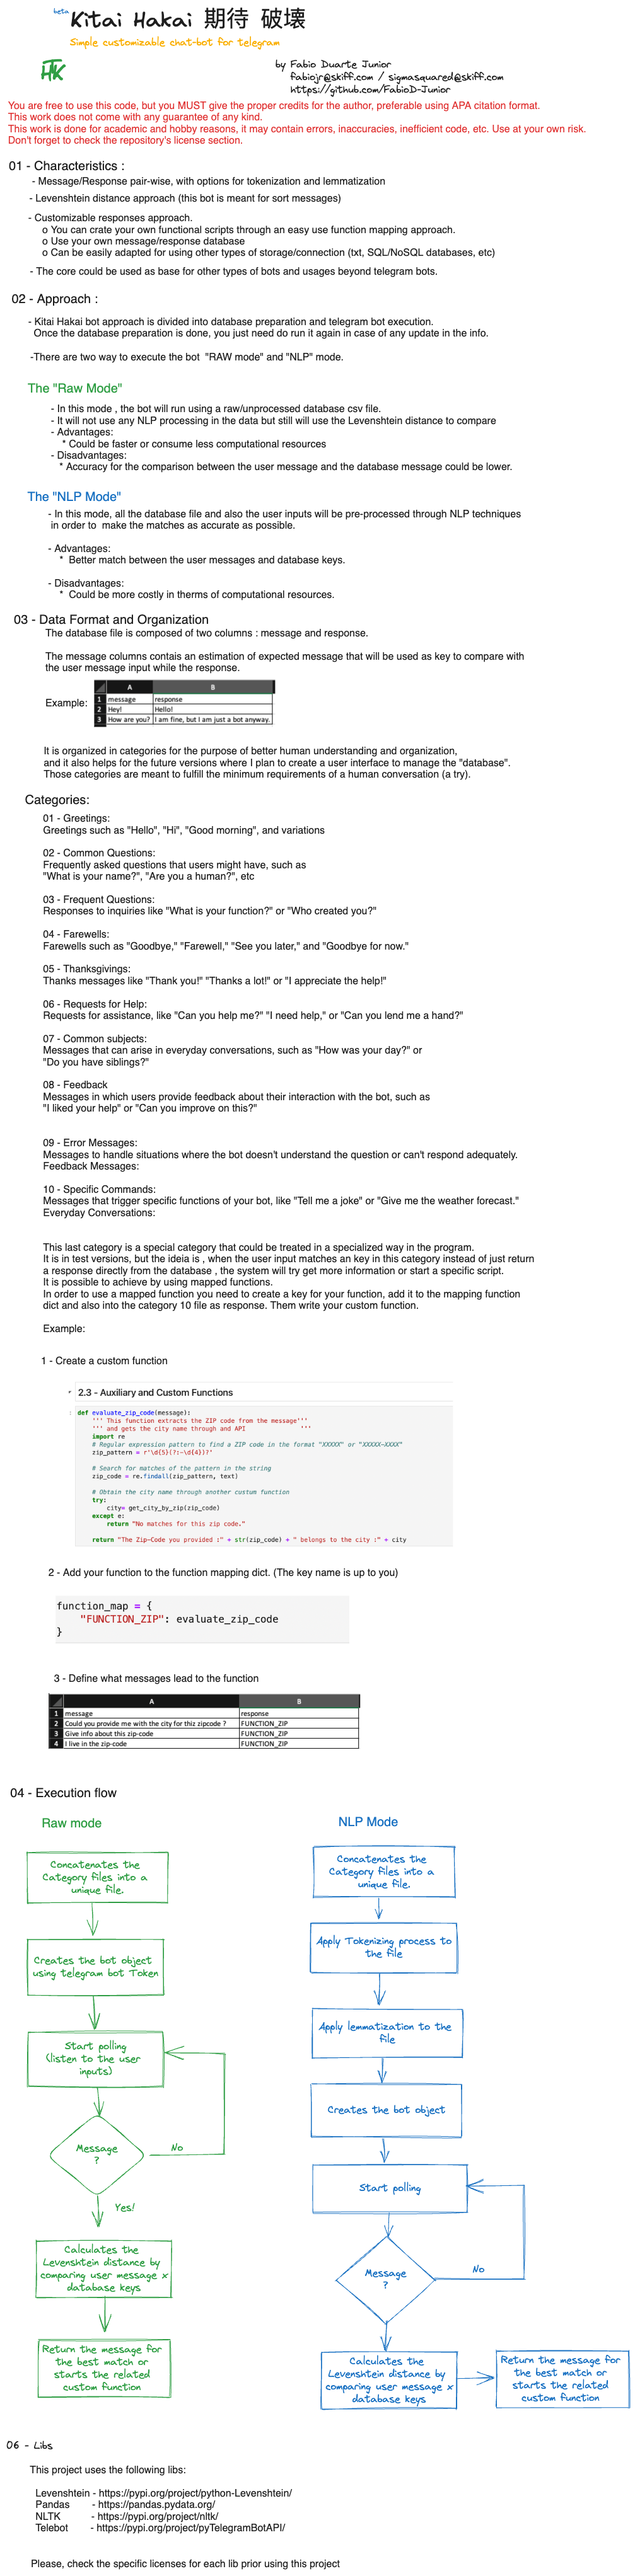 beta
Kitai Hakai 期待 破壊
Simple customizable chat-bot for telegram
HK
by Fabio Duarte Junior
fabiojr@skiff.com / sigmasquared@skiff.com
https://github.com/FabioD-Junior
You are free to use this code, but you MUST give the proper credits for the author, preferable using APA citation format.
This work does not come with any guarantee of any kind.
This work is done for academic and hobby reasons, it may contain errors, inaccuracies, inefficient code, etc. Use at your own risk.
Don't forget to check the repository's license section.
01 - Characteristics :
- Message/Response pair-wise, with options for tokenization and lemmatization
- Levenshtein distance approach (this bot is meant for sort messages)
- Customizable responses approach.
o You can crate your own functional scripts through an easy use function mapping approach.
o Use your own message/response database
o Can be easily adapted for using other types of storage/connection (txt, SQL/NoSQL databases, etc)
- The core could be used as base for other types of bots and usages beyond telegram bots.
02 - Approach :
- Kitai Hakai bot approach is divided into database preparation and telegram bot execution.
Once the database preparation is done, you just need do run it again in case of any update in the info.
-There are two way to execute the bot "RAW mode" and "NLP" mode.
The "Raw Mode"
- In this mode , the bot will run using a raw/unprocessed database csv file.
- It will not use any NLP processing in the data but still will use the Levenshtein distance to compare
- Advantages:
* Could be faster or consume less computational resources
- Disadvantages:
* Accuracy for the comparison between the user message and the database message could be lower.
The "NLP Mode"
- In this mode, all the database file and also the user inputs will be pre-processed through NLP techniques
in order to make the matches as accurate as possible.
- Advantages:
* Better match between the user messages and database keys.
- Disadvantages:
* Could be more costly in therms of computational resources.
03 - Data Format and Organization
The database file is composed of two columns : message and response.
The message columns contais an estimation of expected message that will be used as key to compare with
the user message input while the response.
Example:
A B
1 message response
2 Hey! Hello!
3 How are you? I am fine, but I am just a bot anyway.
It is organized in categories for the purpose of better human understanding and organization,
and it also helps for the future versions where I plan to create a user interface to manage the "database".
Those categories are meant to fulfill the minimum requirements of a human conversation (a try).
Categories:
01 - Greetings:
Greetings such as "Hello", "Hi", "Good morning", and variations
02 - Common Questions:
Frequently asked questions that users might have, such as
"What is your name?", "Are you a human?", etc
03 - Frequent Questions:
Responses to inquiries like "What is your function?" or "Who created you?"
04 - Farewells:
Farewells such as "Goodbye," "Farewell," "See you later," and "Goodbye for now."
05 - Thanksgivings:
Thanks messages like "Thank you!" "Thanks a lot!" or "I appreciate the help!"
06 - Requests for Help:
Requests for assistance, like "Can you help me?" "I need help," or "Can you lend me a hand?"
07 - Common subjects:
Messages that can arise in everyday conversations, such as "How was your day?" or
"Do you have siblings?"
08 - Feedback
Messages in which users provide feedback about their interaction with the bot, such as
"I liked your help" or "Can you improve on this?"
09 - Error Messages:
Messages to handle situations where the bot doesn't understand the question or can't respond adequately.
Feedback Messages:
10 - Specific Commands:
Messages that trigger specific functions of your bot, like "Tell me a joke" or "Give me the weather forecast."
Everyday Conversations:
This last category is a special category that could be treated in a specialized way in the program.
It is in test versions, but the ideia is , when the user input matches an key in this category instead of just return
a response directly from the database , the system will try get more information or start a specific script.
It is possible to achieve by using mapped functions.
In order to use a mapped function you need to create a key for your function, add it to the mapping function
dict and also into the category 10 file as response. Them write your custom function.
Example:
1 - Create a custom function
2.3 - Auxiliary and Custom Functions
def evaluate_zip_code(message):
''' This function extracts the ZIP code from the message'''
''' and gets the city name through and API '''
import re
# Regular expression pattern to find a ZIP code in the format "XXXXX" or "XXXXX-XXXX"
zip_pattern = r'\d{5}(?:-\d{4})?'
# Search for matches of the pattern in the string
zip_code = re.findall(zip_pattern, text)
# Obtain the city name through another custum function
try:
city= get_city_by_zip(zip_code)
except e:
return "No matches for this zip code."
return "The Zip-Code you provided :" + str(zip_code) + " belongs to the city :" + city
2 - Add your function to the function mapping dict. (The key name is up to you)
function_map = {
"FUNCTION_ZIP": evaluate_zip_code
}
3 - Define what messages lead to the function
A B
1 message response
2 Could you provide me with the city for thiz zipcode ? FUNCTION_ZIP
3 Give info about this zip-code FUNCTION_ZIP
4 I live in the zip-code FUNCTION_ZIP
04 - Execution flow
Raw mode
Concatenates the
Category files into a
unique file.
Creates the bot object
using telegram bot Token
Start polling
(listen to the user
inputs)
Message
?
No
Yes!
Calculates the
Levenshtein distance by
comparing user message x
database keys
Return the message for
the best match or
starts the related
custom function
NLP Mode
Concatenates the
Category files into a
unique file.
Apply Tokenizing process to
the file
Apply lemmatization to the
file
Creates the bot object
Start polling
Message
?
No
Calculates the
Levenshtein distance by
comparing user message x
database keys
Return the message for
the best match or
starts the related
custom function
06 - Libs
This project uses the following libs:
Levenshtein - https://pypi.org/project/python-Levenshtein/
Pandas - https://pandas.pydata.org/
NLTK - https://pypi.org/project/nltk/
Telebot - https://pypi.org/project/pyTelegramBotAPI/
Please, check the specific licenses for each lib prior using this project